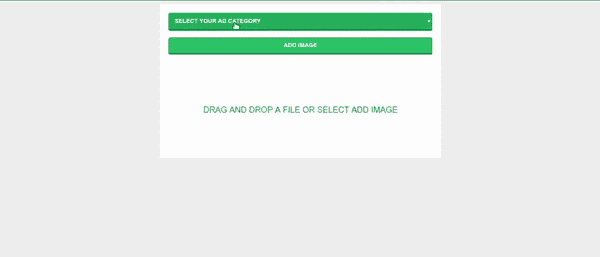 SELECT YOUR AD CATEGORY
ADD IMAGE
DRAG AND DROP A FILE OR SELECT ADD IMAGE